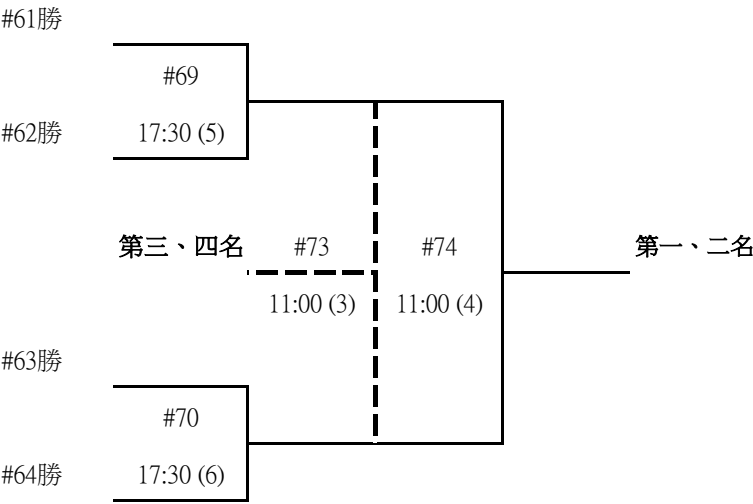 #61勝
#69
#62勝 17:30 (5)
第三、四名 #73 #74 第一、二名
11:00 (3) 11:00 (4)
#63勝
#70
#64勝 17:30 (6)